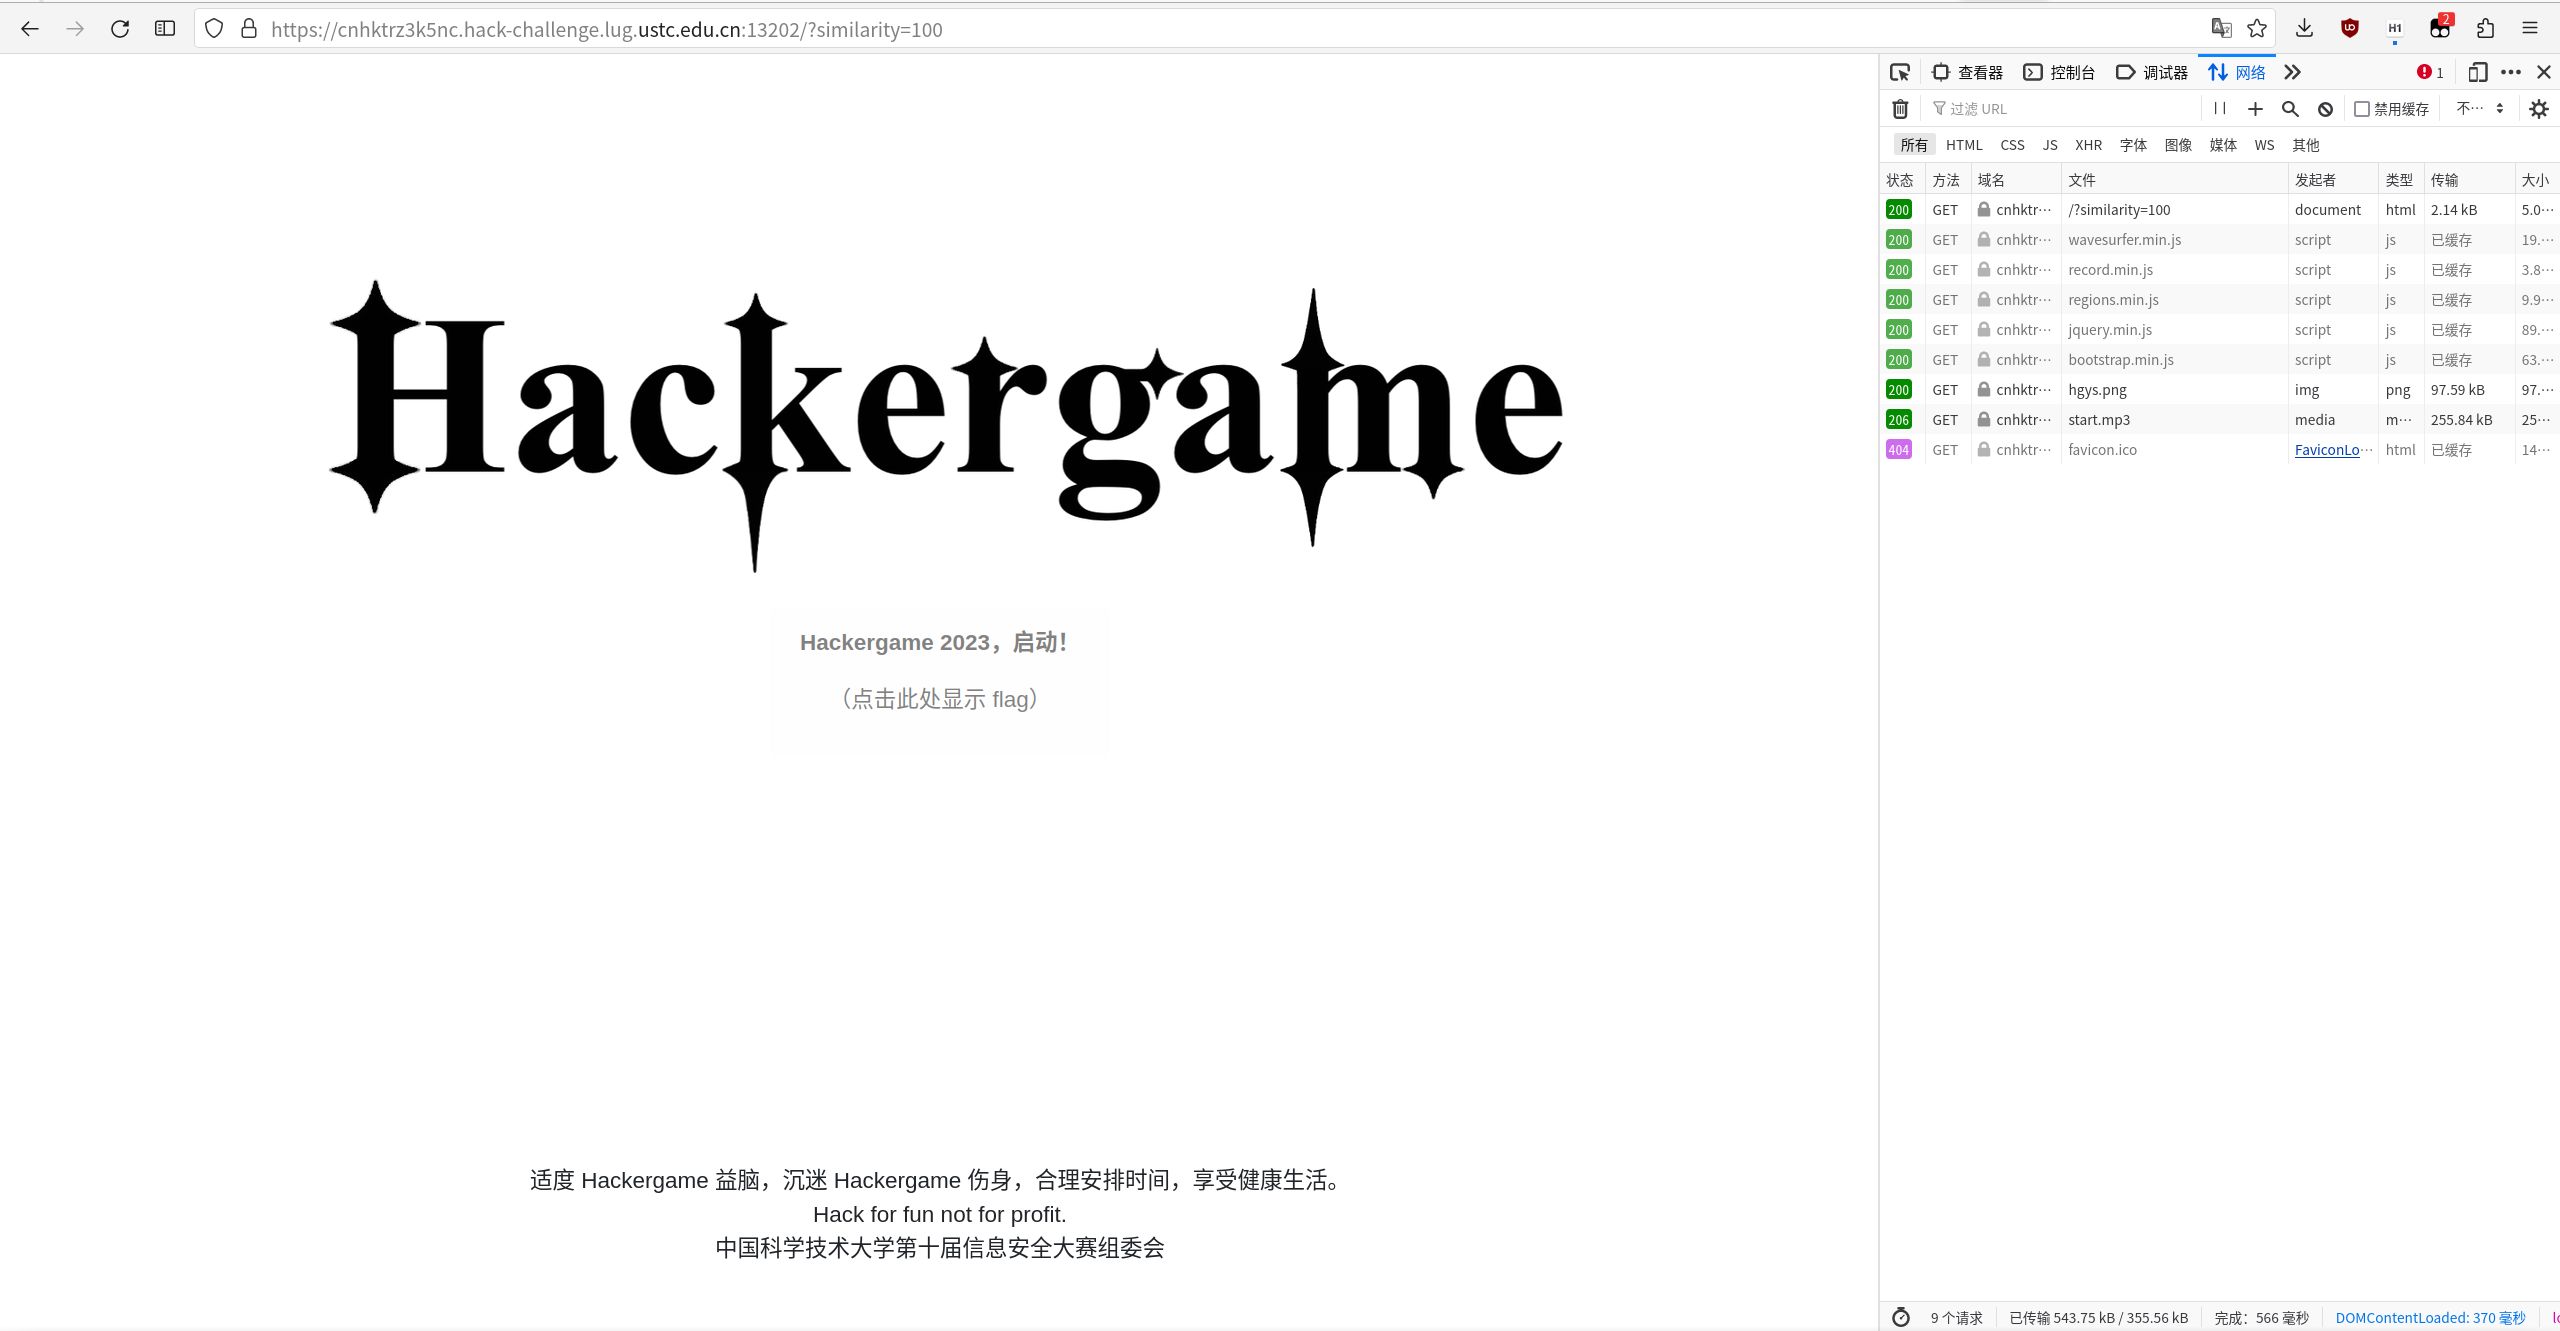 https://cnhktrz3k5nc.hack-challenge.lug.ustc.edu.cn:13202/?similarity=100
H1
2
Hackergame
Hackergame 2023，启动！
（点击此处显示 flag）
适度 Hackergame 益脑，沉迷 Hackergame 伤身，合理安排时间，享受健康生活。
Hack for fun not for profit.
中国科学技术大学第十届信息安全大赛组委会
查看器 控制台 调试器 网络 1
过滤 URL 禁用缓存 不…
所有 HTML CSS JS XHR 字体 图像 媒体 WS 其他
状态 方法 域名 文件 发起者 类型 传输 大小
200 GET cnhktr… /?similarity=100 document html 2.14 kB 5.0…
200 GET cnhktr… wavesurfer.min.js script js 已缓存 19.…
200 GET cnhktr… record.min.js script js 已缓存 3.8…
200 GET cnhktr… regions.min.js script js 已缓存 9.9…
200 GET cnhktr… jquery.min.js script js 已缓存 89.…
200 GET cnhktr… bootstrap.min.js script js 已缓存 63.…
200 GET cnhktr… hgys.png img png 97.59 kB 97.…
206 GET cnhktr… start.mp3 media m… 255.84 kB 25…
404 GET cnhktr… favicon.ico FaviconLo… html 已缓存 14…
9 个请求 已传输 543.75 kB / 355.56 kB 完成：566 毫秒 DOMContentLoaded: 370 毫秒